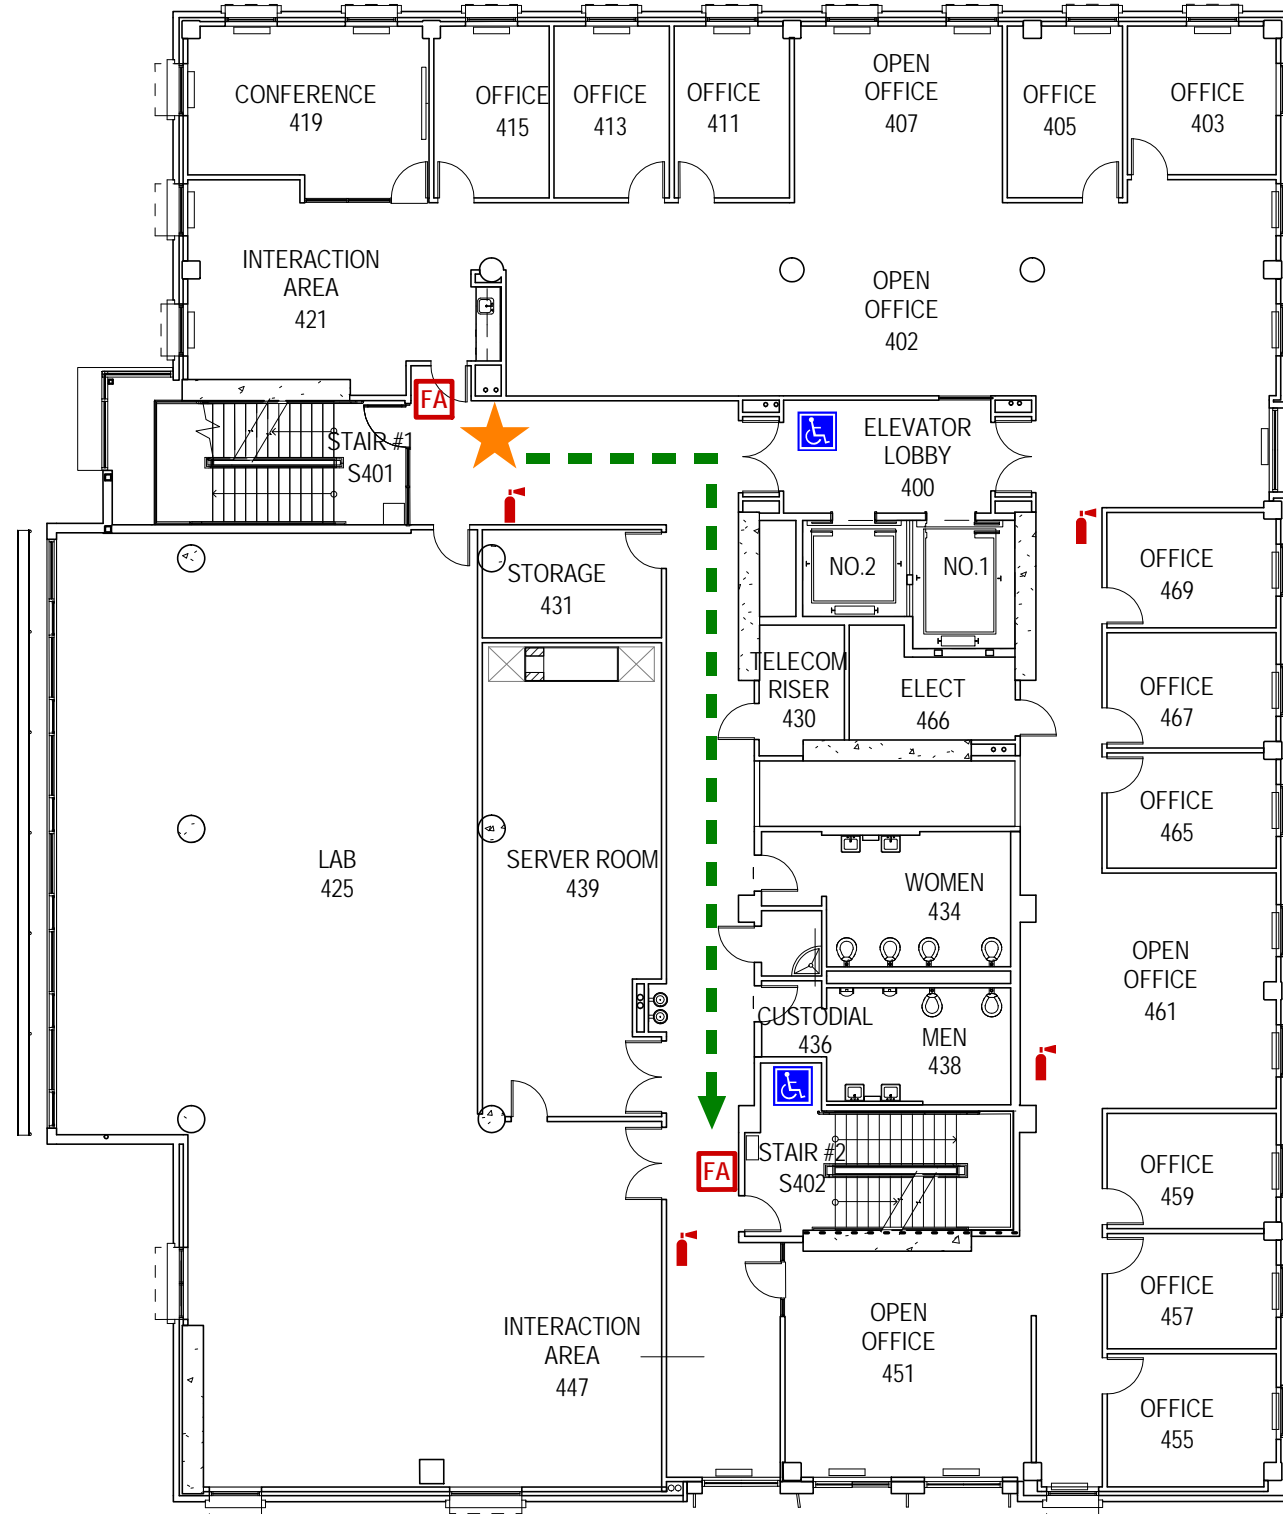 CONFERENCE
419
OFFICE
415
OFFICE
413
OFFICE
411
OPEN
OFFICE
407
OFFICE
405
OFFICE
403
INTERACTION
AREA
421
OPEN
OFFICE
402
FA
STAIR #1
S401
ELEVATOR
LOBBY
400
STORAGE
431
NO.2
NO.1
OFFICE
469
TELECOM
RISER
430
ELECT
466
OFFICE
467
OFFICE
465
LAB
425
SERVER ROOM
439
WOMEN
434
OPEN
OFFICE
461
CUSTODIAL
436
MEN
438
FA
STAIR #2
S402
OFFICE
459
OFFICE
457
INTERACTION
AREA
447
OPEN
OFFICE
451
OFFICE
455